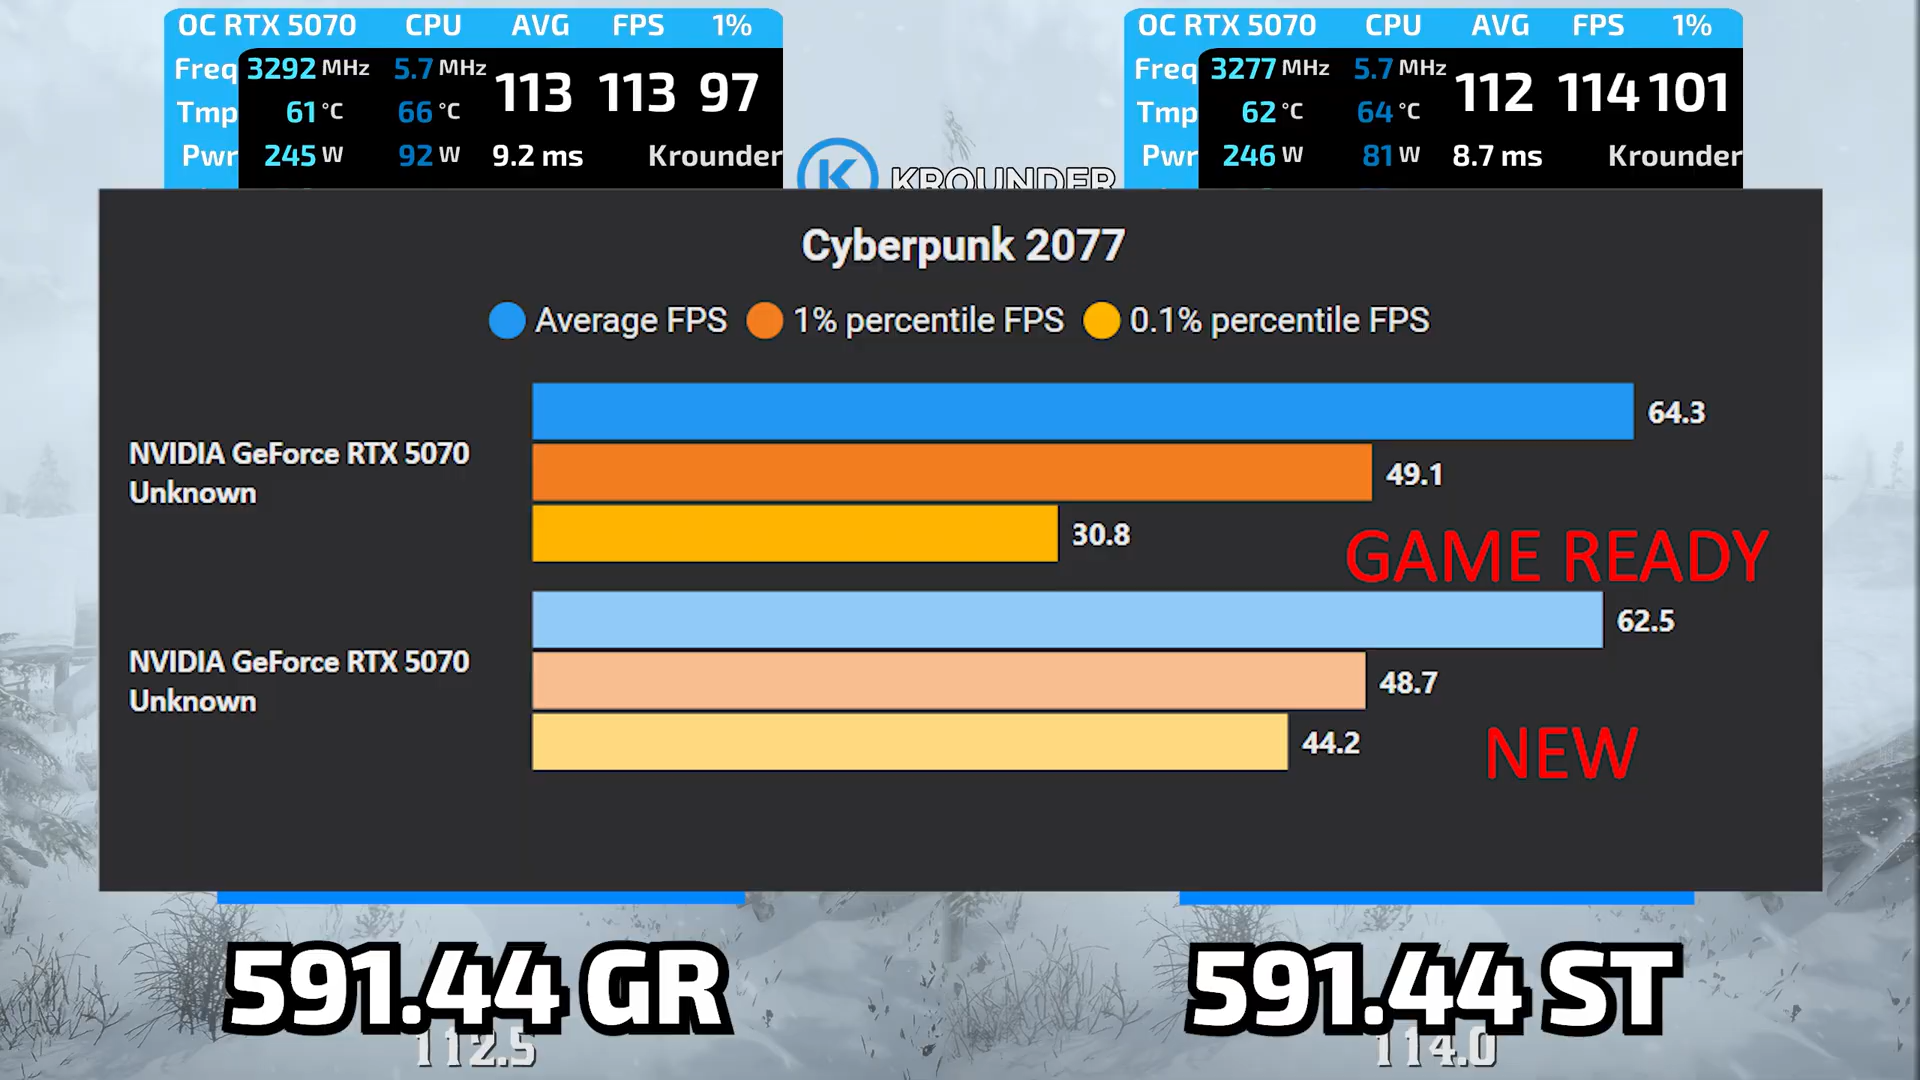 OC RTX 5070 CPU AVG FPS 1%
Freq 3292 MHz 5.7 MHz 113 113 97
Tmp 61 °C 66 °C
Pwr 245 W 92 W 9.2 ms Krounder
OC RTX 5070 CPU AVG FPS 1%
Freq 3277 MHz 5.7 MHz 112 114 101
Tmp 62 °C 64 °C
Pwr 246 W 81 W 8.7 ms Krounder
K KROUNDER
Cyberpunk 2077
Average FPS 1% percentile FPS 0.1% percentile FPS
NVIDIA GeForce RTX 5070
Unknown
64.3
49.1
30.8
GAME READY
NVIDIA GeForce RTX 5070
Unknown
62.5
48.7
44.2
NEW
591.44 GR
112.5
591.44 ST
114.0